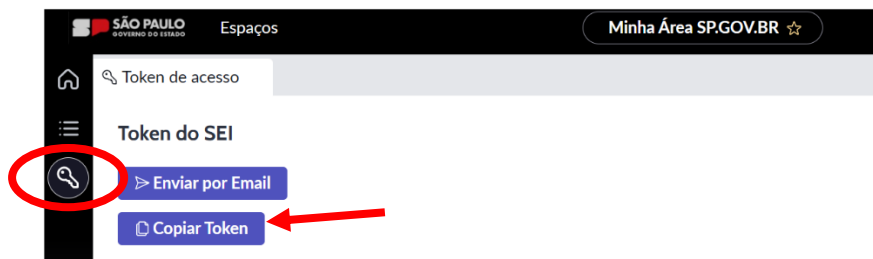 SÃO PAULO
GOVERNO DO ESTADO
Espaços
Minha Área SP.GOV.BR
Token de acesso
Token do SEI
Enviar por Email
Copiar Token